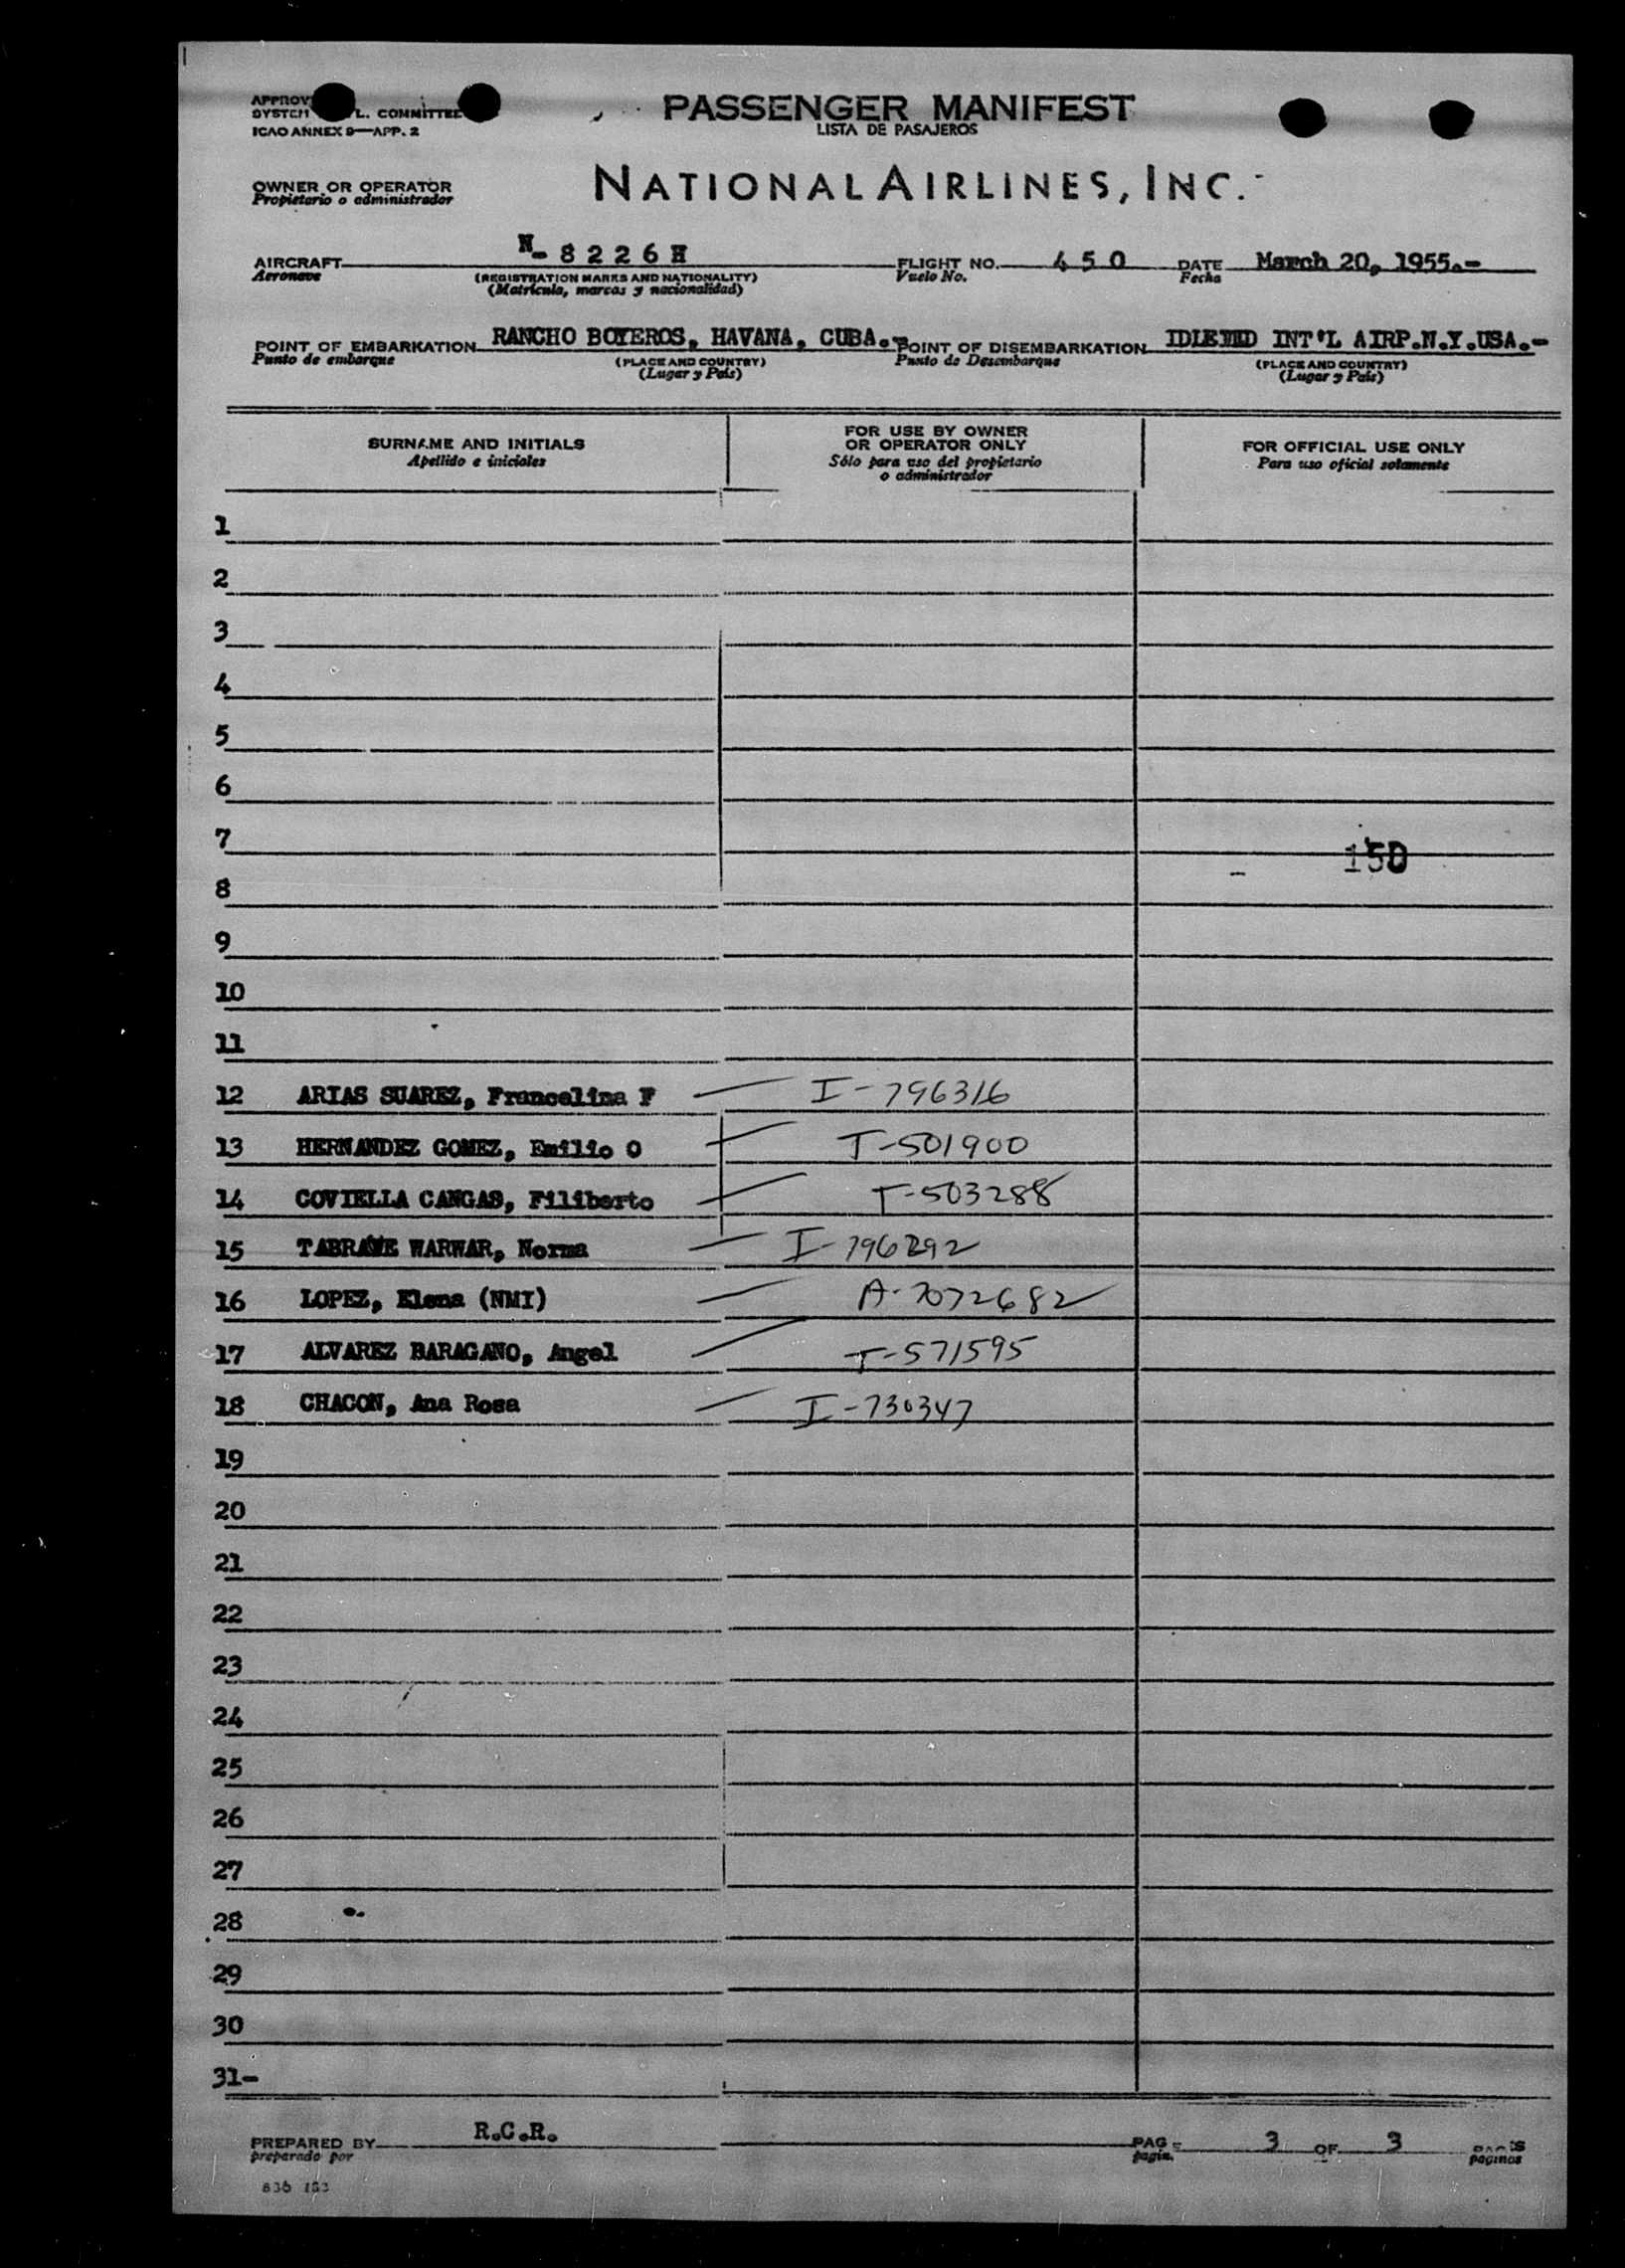 PASSENGER MANIFEST
LISTA DE PASAJEROS
SYSTEM L. COMMITTEE
ICAO ANNEX 9—APP. 2
NATIONAL AIRLINES, INC.
OWNER OR OPERATOR
Propietario o administrador
AIRCRAFT N-8226H FLIGHT NO. 450 DATE March 20, 1955.-
Aeronave (REGISTRATION MARKS AND NATIONALITY) Vuelo No. Fecha
(Matrícula, marcas y nacionalidad)
POINT OF EMBARKATION RANCHO BOYEROS, HAVANA, CUBA.- POINT OF DISEMBARKATION INT'L AIRP.N.Y.USA.-
Punto de embarque (PLACE AND COUNTRY) Punto de Desembarque (PLACE AND COUNTRY)
(Lugar y País) (Lugar y País)
SURNAME AND INITIALS FOR USE BY OWNER OR OPERATOR ONLY FOR OFFICIAL USE ONLY
Apellido e iniciales Sólo para uso del propietario o administrador Para uso oficial solamente
1
2
3
4
5
6
7 150
8
9
10
11
12 ARIAS SUAREZ, Francelina F I-796316
13 HERNANDEZ GOMEZ, Emilio O T-501900
14 COVIELLA CANGAS, Filiberto T-503288
15 WARWAR, Norma I-796292
16 LOPEZ, Elena (NMI) A-7072682
17 ALVAREZ BARAGANO, Angel T-571595
18 CHACON, Ana Rosa I-730347
19
20
21
22
23
24
25
26
27
28
29
30
31-
PREPARED BY R.C.R. PAG 3 OF 3
preparado por paginas
836 183